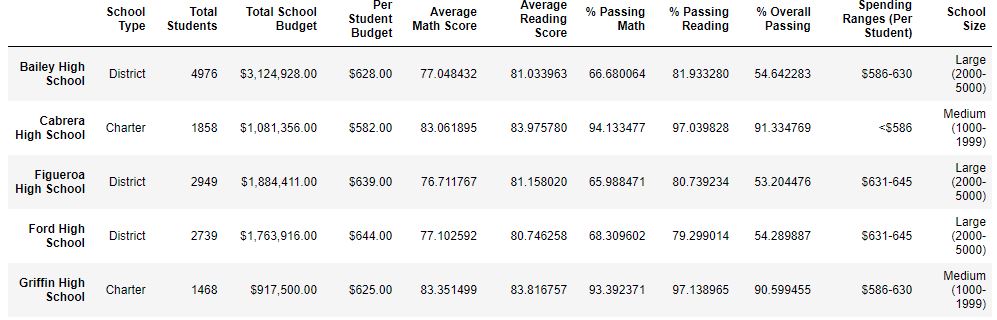 School Type Total Students Total School Budget Per Student Budget Average Math Score Average Reading Score % Passing Math % Passing Reading % Overall Passing Spending Ranges (Per Student) School Size
Bailey High School District 4976 $3,124,928.00 $628.00 77.048432 81.033963 66.680064 81.933280 54.642283 $586-630 Large (2000-5000)
Cabrera High School Charter 1858 $1,081,356.00 $582.00 83.061895 83.975780 94.133477 97.039828 91.334769 <$586 Medium (1000-1999)
Figueroa High School District 2949 $1,884,411.00 $639.00 76.711767 81.158020 65.988471 80.739234 53.204476 $631-645 Large (2000-5000)
Ford High School District 2739 $1,763,916.00 $644.00 77.102592 80.746258 68.309602 79.299014 54.289887 $631-645 Large (2000-5000)
Griffin High School Charter 1468 $917,500.00 $625.00 83.351499 83.816757 93.392371 97.138965 90.599455 $586-630 Medium (1000-1999)